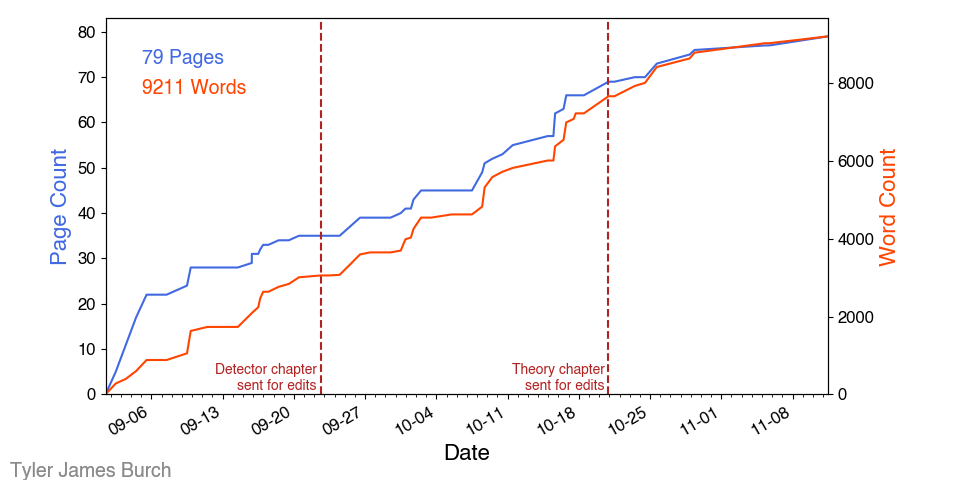 79 Pages
9211 Words
80
70
60
50
40
30
20
10
0
Page Count
8000
6000
4000
2000
0
Word Count
Detector chapter
sent for edits
Theory chapter
sent for edits
09-06 09-13 09-20 09-27 10-04 10-11 10-18 10-25 11-01 11-08
Date
Tyler James Burch